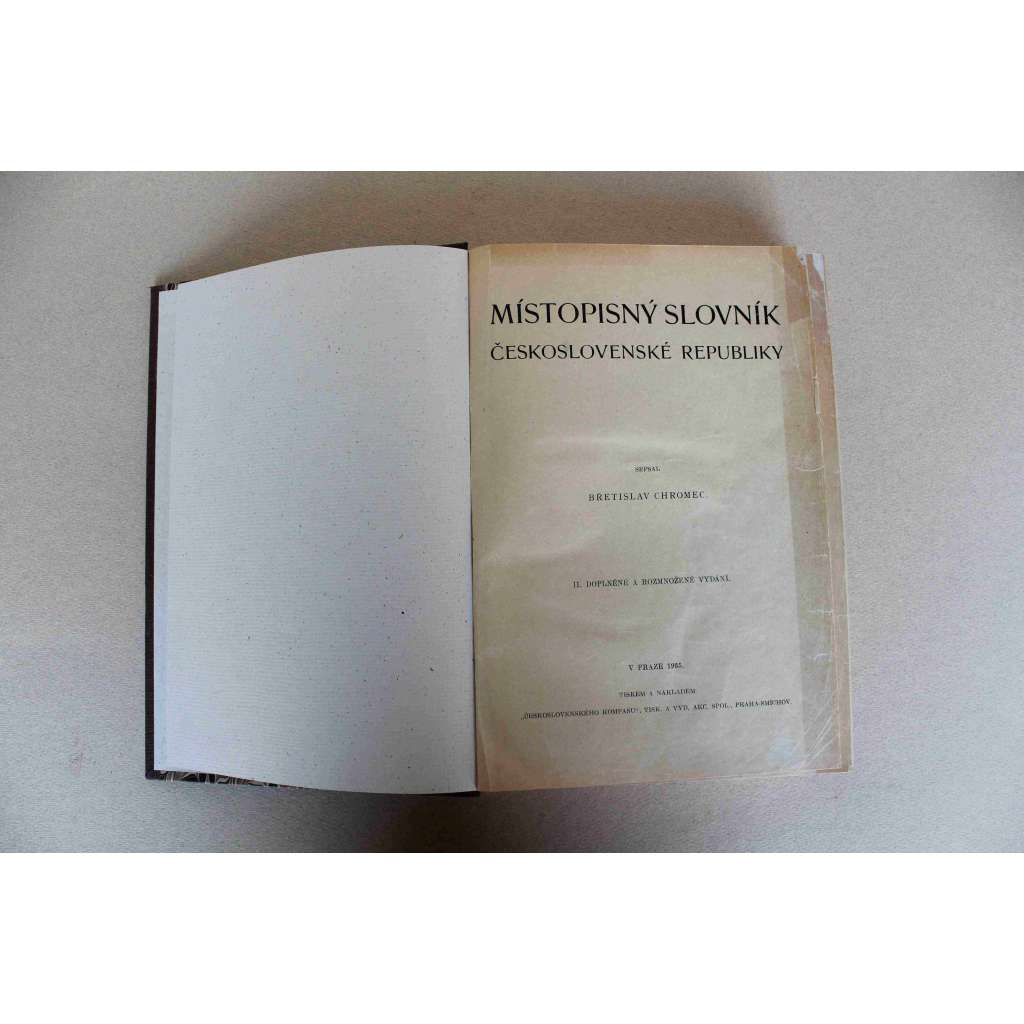 MÍSTOPISNÝ SLOVNÍK
ČESKOSLOVENSKÉ REPUBLIKY
SEPSAL
BŘETISLAV CHROMEC.
II. DOPLNĚNÉ A ROZMNOŽENÉ VYDÁNÍ.
V PRAZE 1935.
TISKEM A NÁKLADEM
„ČESKOSLOVENSKÉHO KOMPASU“, TISK. A VYD. AKC. SPOL., PRAHA-SMÍCHOV.